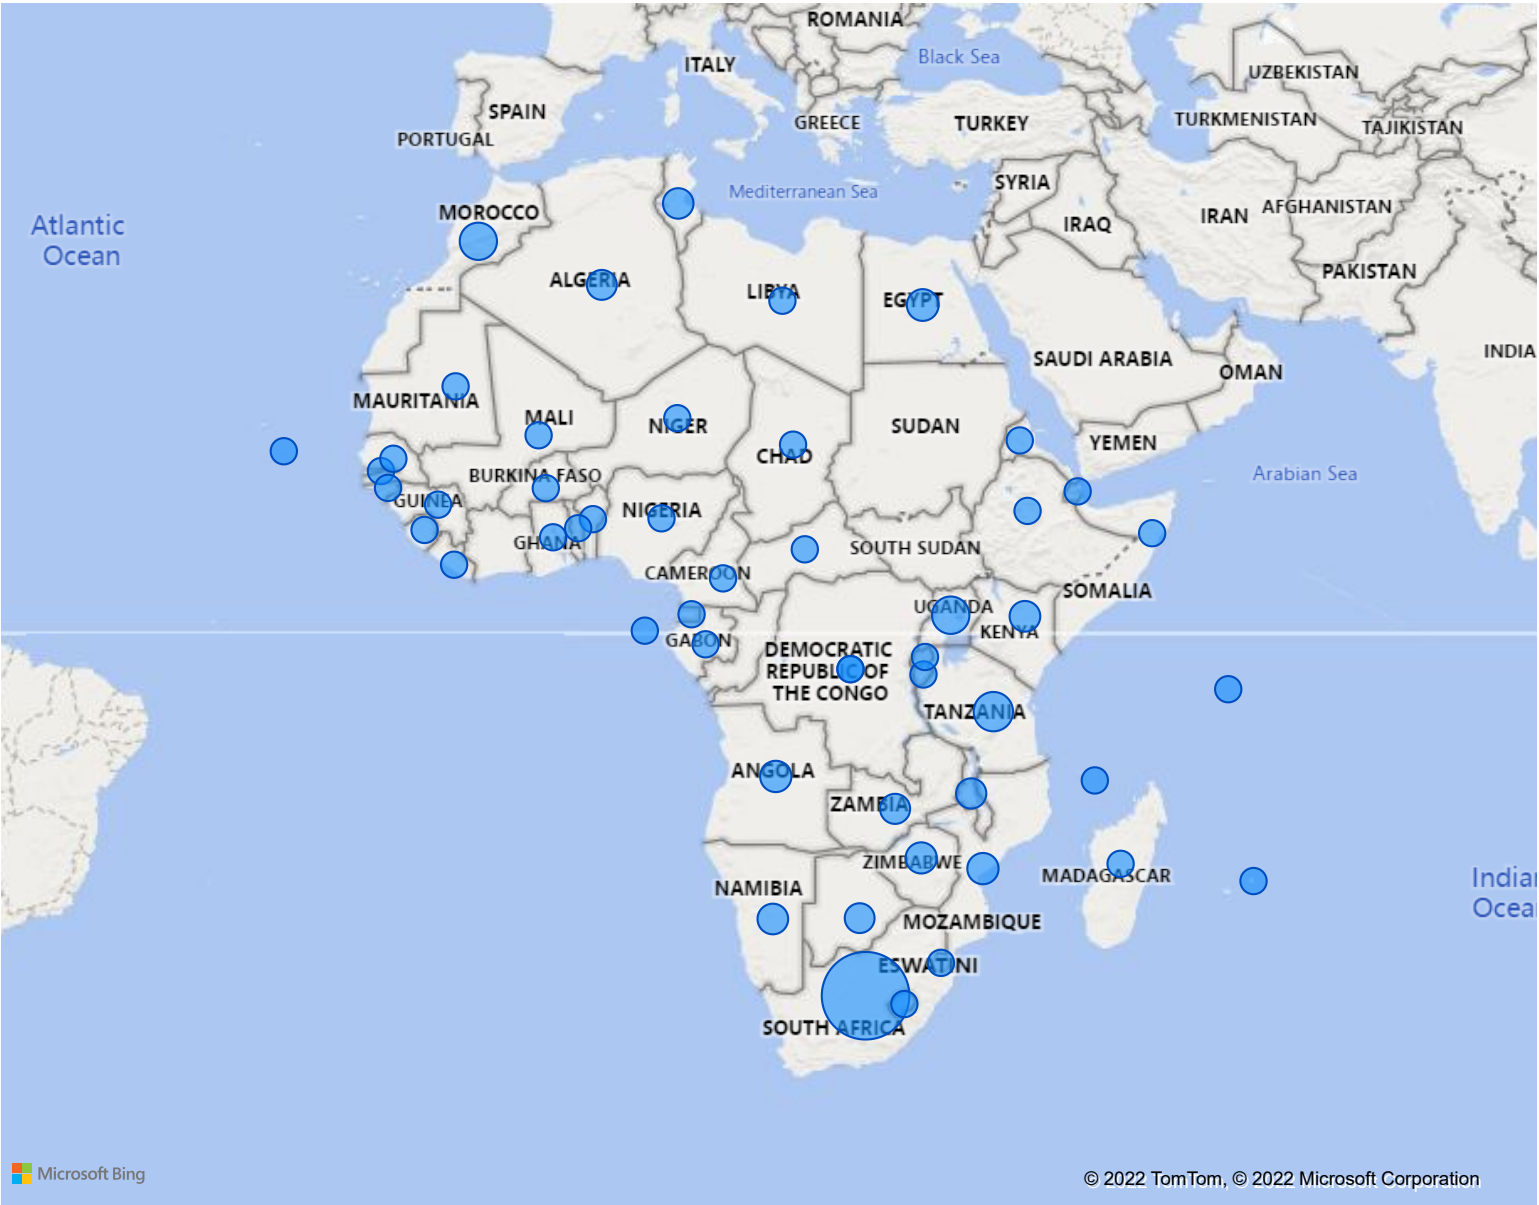 ROMANIA
Black Sea
ITALY
UZBEKISTAN
SPAIN
GREECE
TURKEY
TURKMENISTAN
TAJIKISTAN
PORTUGAL
Mediterranean Sea
SYRIA
Atlantic
Ocean
MOROCCO
IRAQ
IRAN
AFGHANISTAN
PAKISTAN
ALGERIA
LIBYA
EGYPT
INDIA
SAUDI ARABIA
OMAN
MAURITANIA
MALI
NIGER
CHAD
SUDAN
YEMEN
BURKINA FASO
Arabian Sea
GUINEA
NIGERIA
GHANA
SOUTH SUDAN
CAMEROON
SOMALIA
UGANDA
KENYA
GABON
DEMOCRATIC
REPUBLIC OF
THE CONGO
TANZANIA
ANGOLA
ZAMBIA
ZIMBABWE
MADAGASCAR
NAMIBIA
Indian
Ocea
MOZAMBIQUE
ESWATINI
SOUTH AFRICA
Microsoft Bing
© 2022 TomTom, © 2022 Microsoft Corporation